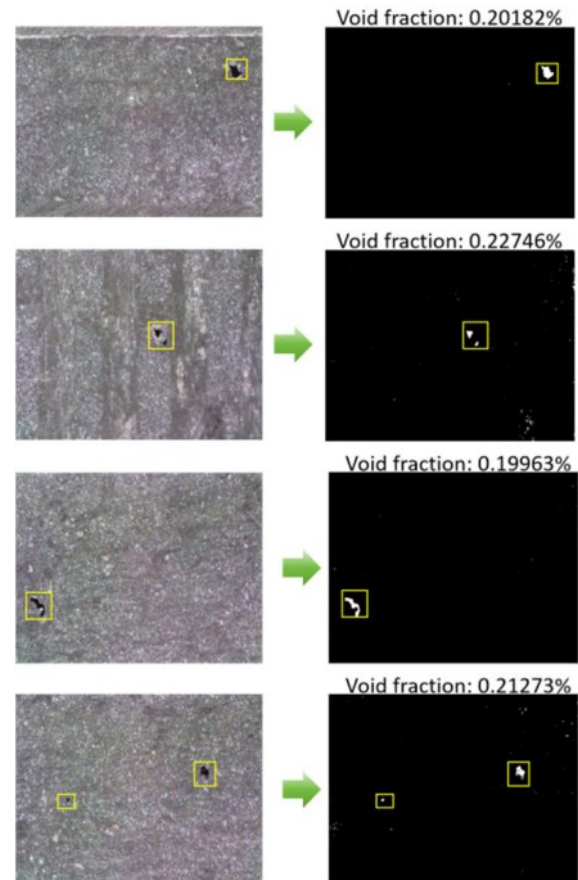 Void fraction: 0.20182%
Void fraction: 0.22746%
Void fraction: 0.19963%
Void fraction: 0.21273%